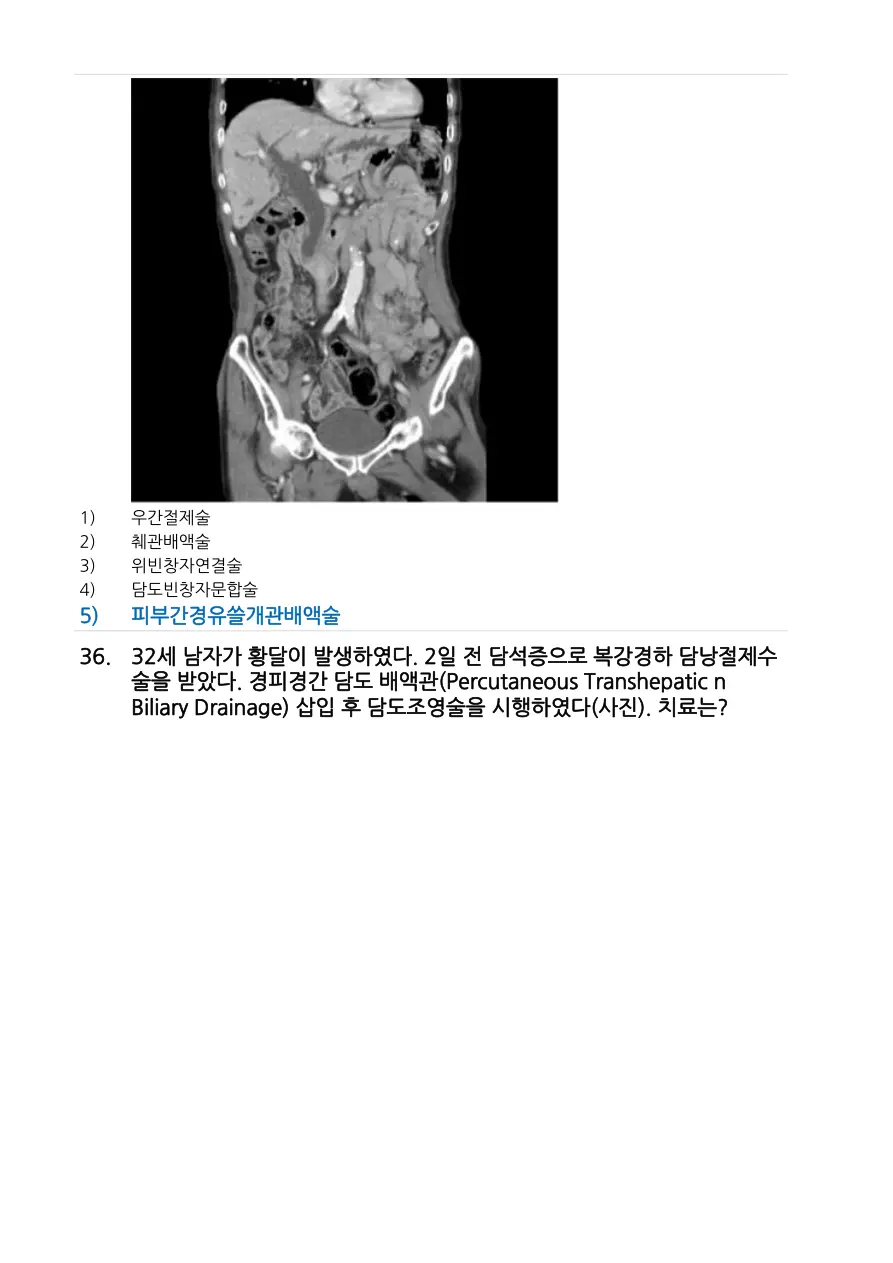 1) 우간절제술
2) 췌관배액술
3) 위빈창자연결술
4) 담도빈창자문합술
5) 피부간경유쓸개관배액술
36. 32세 남자가 황달이 발생하였다. 2일 전 담석증으로 복강경하 담낭절제수
술을 받았다. 경피경간 담도 배액관(Percutaneous Transhepatic n
Biliary Drainage) 삽입 후 담도조영술을 시행하였다(사진). 치료는?